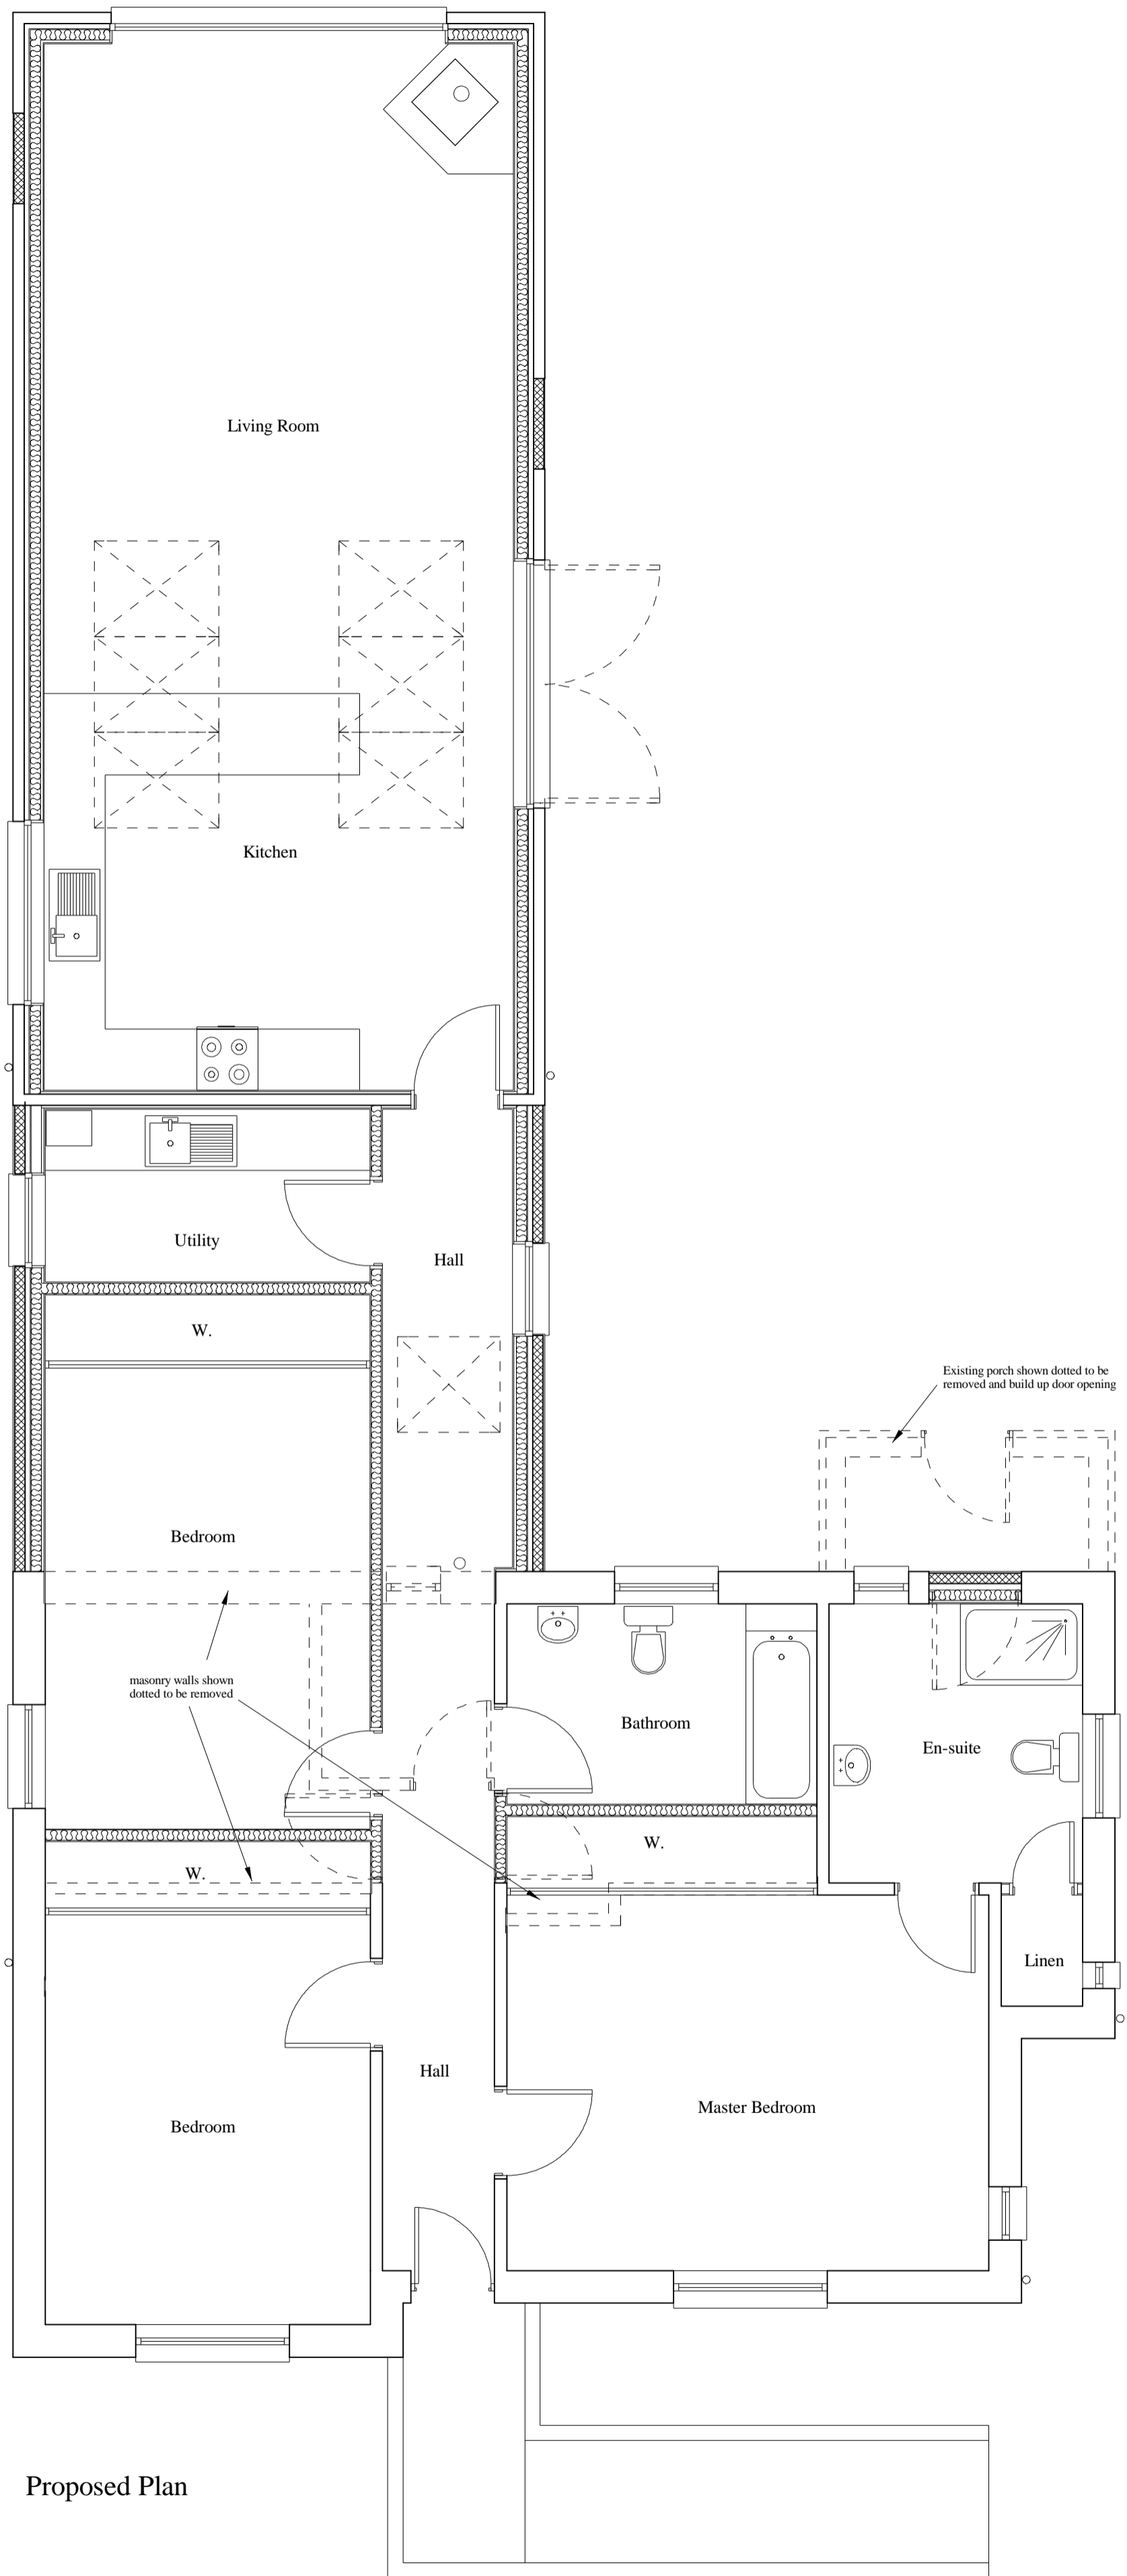 Living Room
Kitchen
Utility
Hall
W.
Existing porch shown dotted to be
removed and build up door opening
Bedroom
masonry walls shown
dotted to be removed
Bathroom
En-suite
W.
W.
Linen
Hall
Master Bedroom
Bedroom
Proposed Plan